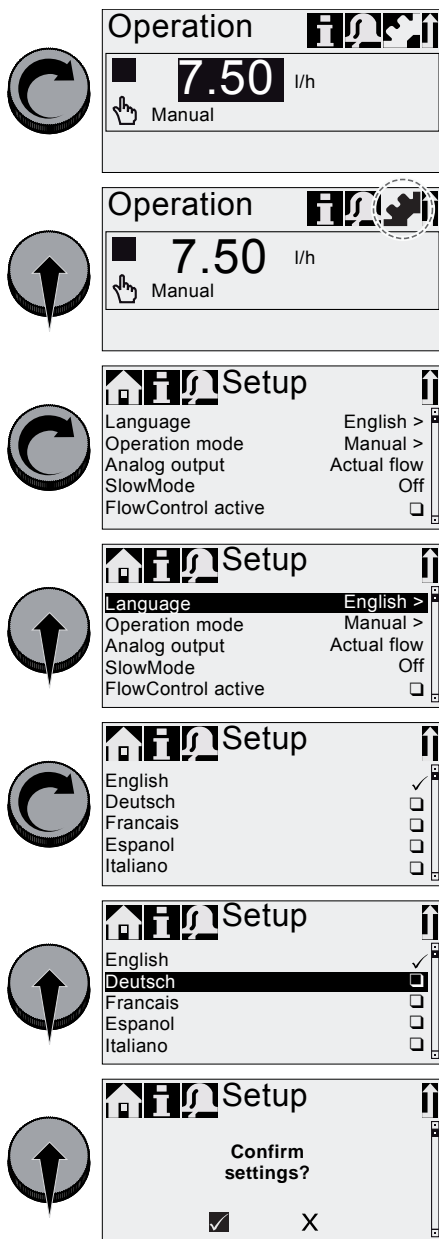 Operation
7.50 l/h
Manual
Operation
7.50 l/h
Manual
Setup
Language English >
Operation mode Manual >
Analog output Actual flow
SlowMode Off
FlowControl active
Setup
Language English >
Operation mode Manual >
Analog output Actual flow
SlowMode Off
FlowControl active
Setup
English
Deutsch
Francais
Espanol
Italiano
Setup
English
Deutsch
Francais
Espanol
Italiano
Setup
Confirm
settings?
X